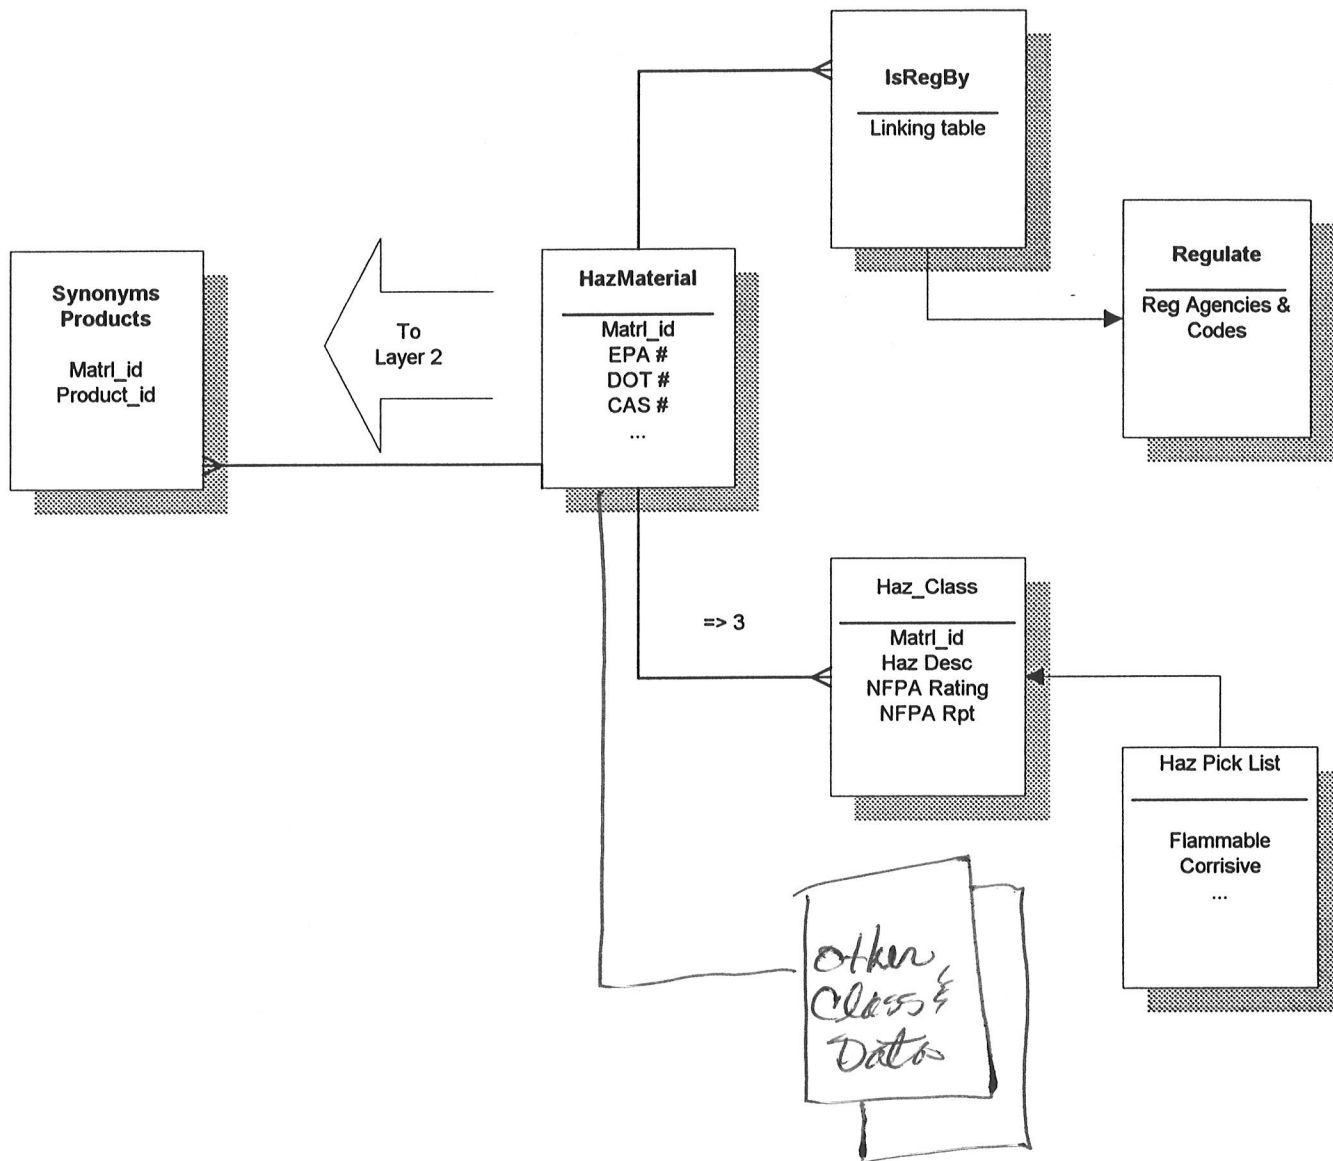 IsRegBy
Linking table
Regulate
Reg Agencies &
Codes
Synonyms
Products
Matrl_id
Product_id
To
Layer 2
HazMaterial
Matrl_id
EPA #
DOT #
CAS #
...
=> 3
Haz_Class
Matrl_id
Haz Desc
NFPA Rating
NFPA Rpt
Haz Pick List
Flammable
Corrisive
...
Other
Class &
Data